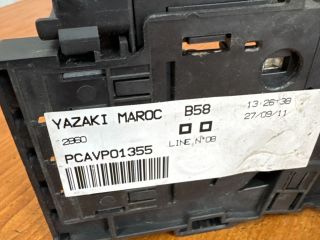 YAZAKI MAROC B58 13:26:38
2860 27/09/11
PCAVP01355 LINE,N°08